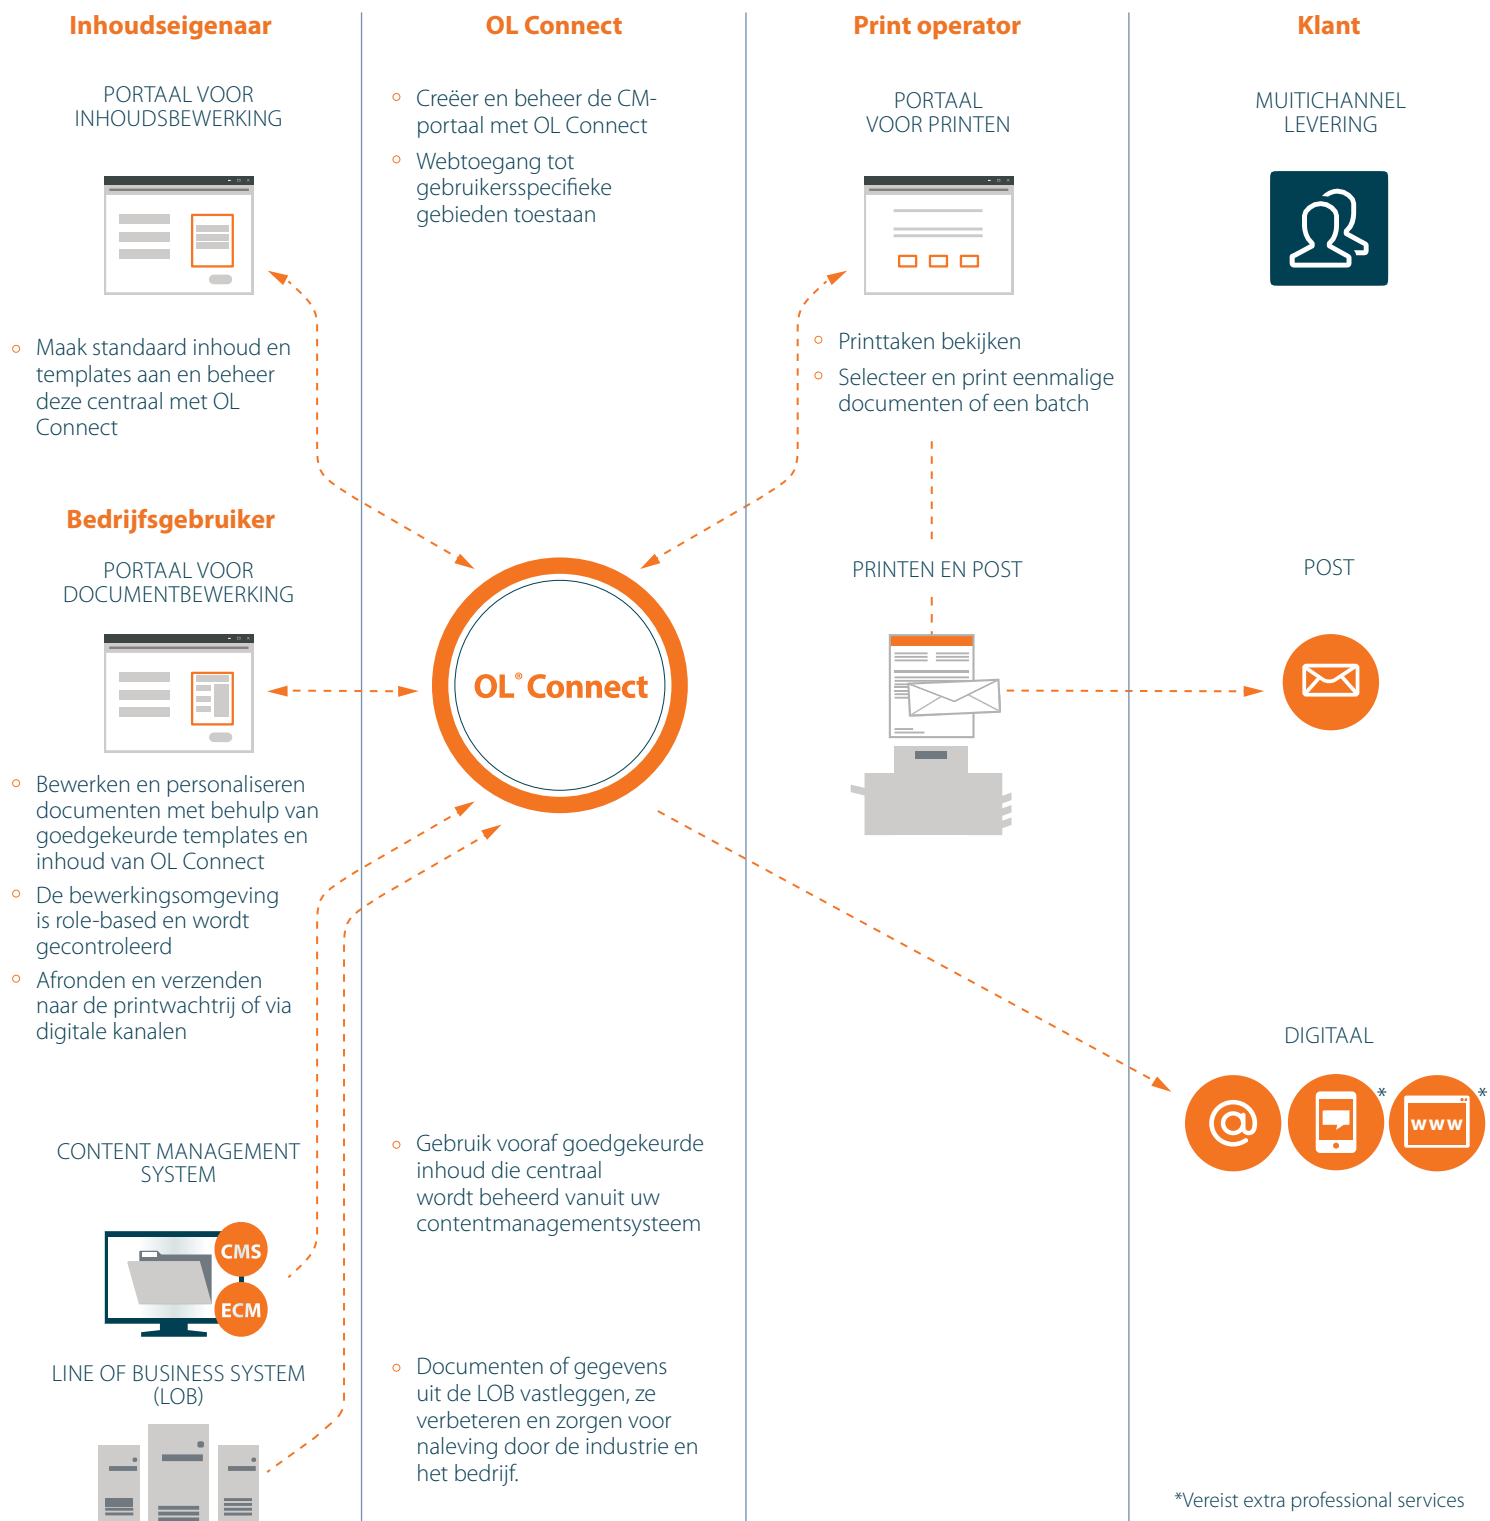 Inhoudseigenaar
PORTAAL VOOR
INHOUDSBEWERKING
Maak standaard inhoud en
templates aan en beheer
deze centraal met OL
Connect
Bedrijfsgebruiker
PORTAAL VOOR
DOCUMENTBEWERKING
Bewerken en personaliseren
documenten met behulp van
goedgekeurde templates en
inhoud van OL Connect
De bewerkingsomgeving
is role-based en wordt
gecontroleerd
Afronden en verzenden
naar de printwachtrij of via
digitale kanalen
CONTENT MANAGEMENT
SYSTEM
CMS
ECM
LINE OF BUSINESS SYSTEM
(LOB)
OL Connect
Creëer en beheer de CM-
portaal met OL Connect
Webtoegang tot
gebruikersspecifieke
gebieden toestaan
OL® Connect
Gebruik vooraf goedgekeurde
inhoud die centraal
wordt beheerd vanuit uw
contentmanagementsysteem
Documenten of gegevens
uit de LOB vastleggen, ze
verbeteren en zorgen voor
naleving door de industrie en
het bedrijf.
Print operator
PORTAAL
VOOR PRINTEN
Printtaken bekijken
Selecteer en print eenmalige
documenten of een batch
PRINTEN EN POST
Klant
MUITICHANNEL
LEVERING
POST
DIGITAAL
@
*
www
*
*Vereist extra professional services